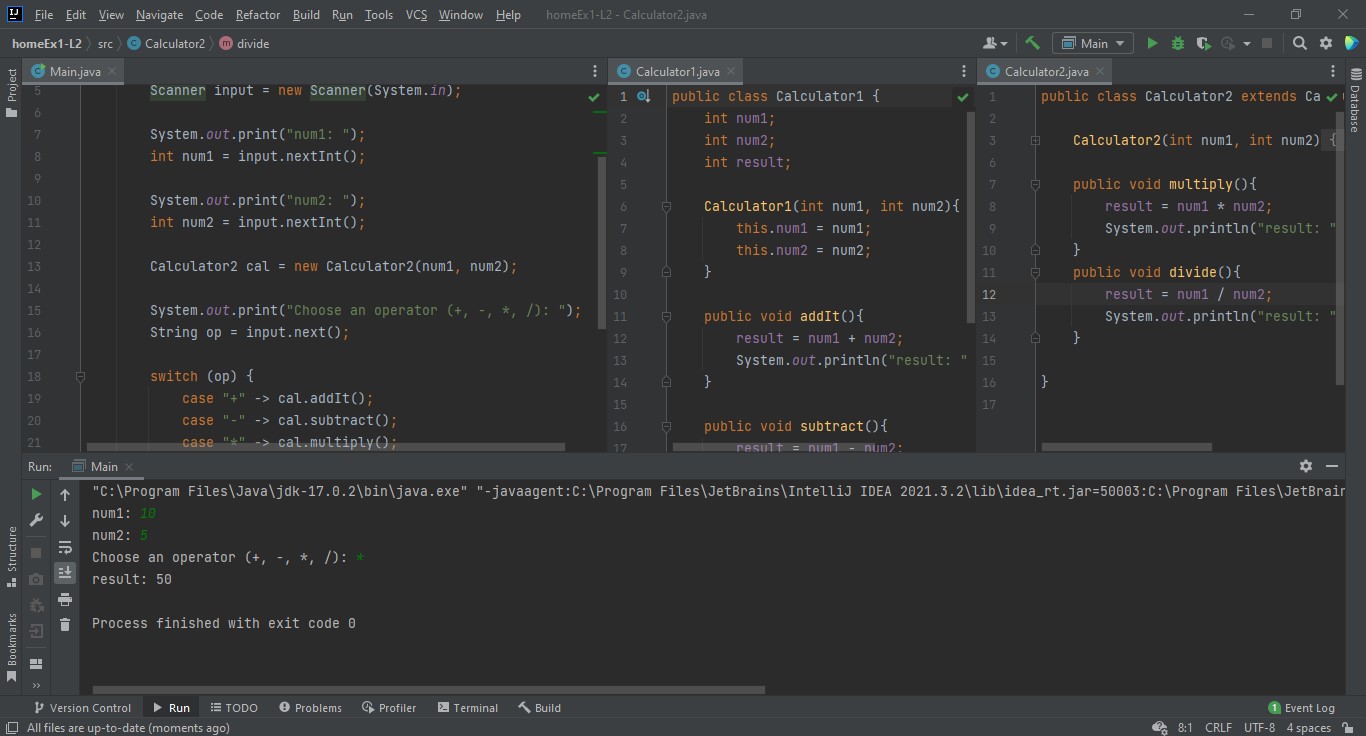 File Edit View Navigate Code Refactor Build Run Tools VCS Window Help homeEx1-L2 - Calculator2.java
homeEx1-L2 src Calculator2 divide Main
Project
Structure
Bookmarks
Main.java
5 Scanner input = new Scanner(System.in);
6
7 System.out.print("num1: ");
8 int num1 = input.nextInt();
9
10 System.out.print("num2: ");
11 int num2 = input.nextInt();
12
13 Calculator2 cal = new Calculator2(num1, num2);
14
15 System.out.print("Choose an operator (+, -, *, /): ");
16 String op = input.next();
17
18 switch (op) {
19 case "+" -> cal.addIt();
20 case "-" -> cal.subtract();
21 case "*" -> cal.multiply();
Calculator1.java
1 public class Calculator1 {
2 int num1;
3 int num2;
4 int result;
5
6 Calculator1(int num1, int num2){
7 this.num1 = num1;
8 this.num2 = num2;
9 }
10
11 public void addIt(){
12 result = num1 + num2;
13 System.out.println("result: "
14 }
15
16 public void subtract(){
17 result = num1 - num2;
Calculator2.java
1 public class Calculator2 extends Ca
2
3 Calculator2(int num1, int num2) {
6
7 public void multiply(){
8 result = num1 * num2;
9 System.out.println("result: "
10 }
11 public void divide(){
12 result = num1 / num2;
13 System.out.println("result: "
14 }
15
16 }
17
Database
Run: Main
"C:\Program Files\Java\jdk-17.0.2\bin\java.exe" "-javaagent:C:\Program Files\JetBrains\IntelliJ IDEA 2021.3.2\lib\idea_rt.jar=50003:C:\Program Files\JetBrain
num1: 10
num2: 5
Choose an operator (+, -, *, /): *
result: 50
Process finished with exit code 0
Version Control Run TODO Problems Profiler Terminal Build 1 Event Log
All files are up-to-date (moments ago) 8:1 CRLF UTF-8 4 spaces